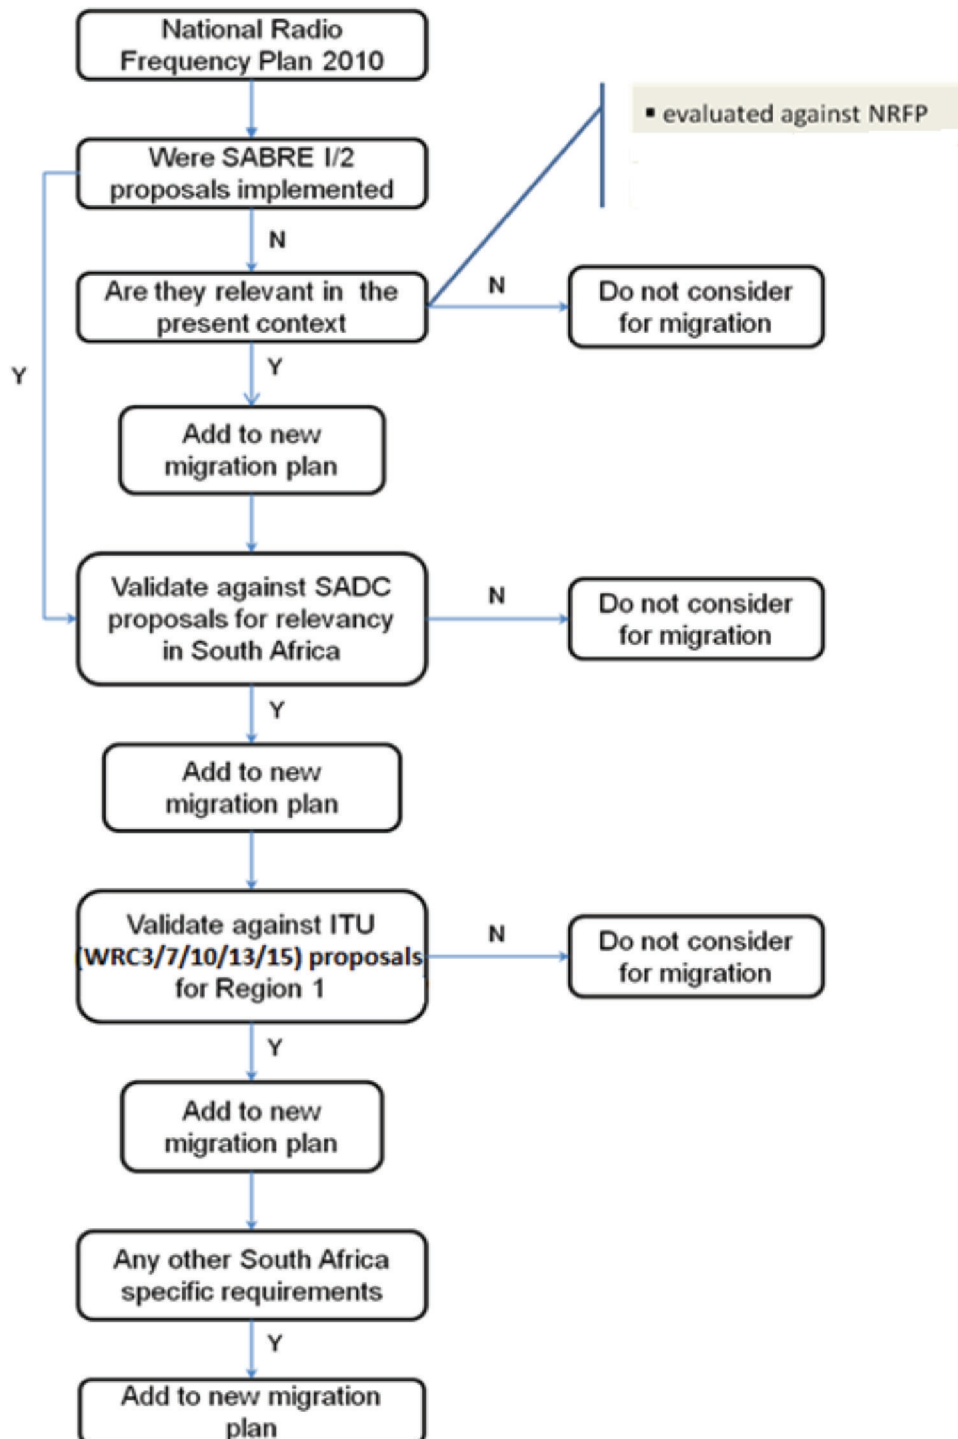 National Radio
Frequency Plan 2010
▪ evaluated against NRFP
Were SABRE I/2
proposals implemented
N
Are they relevant in the
present context
N
Do not consider
for migration
Y
Y
Add to new
migration plan
Validate against SADC
proposals for relevancy
in South Africa
N
Do not consider
for migration
Y
Add to new
migration plan
Validate against ITU
(WRC3/7/10/13/15) proposals
for Region 1
N
Do not consider
for migration
Y
Add to new
migration plan
Any other South Africa
specific requirements
Y
Add to new migration
plan